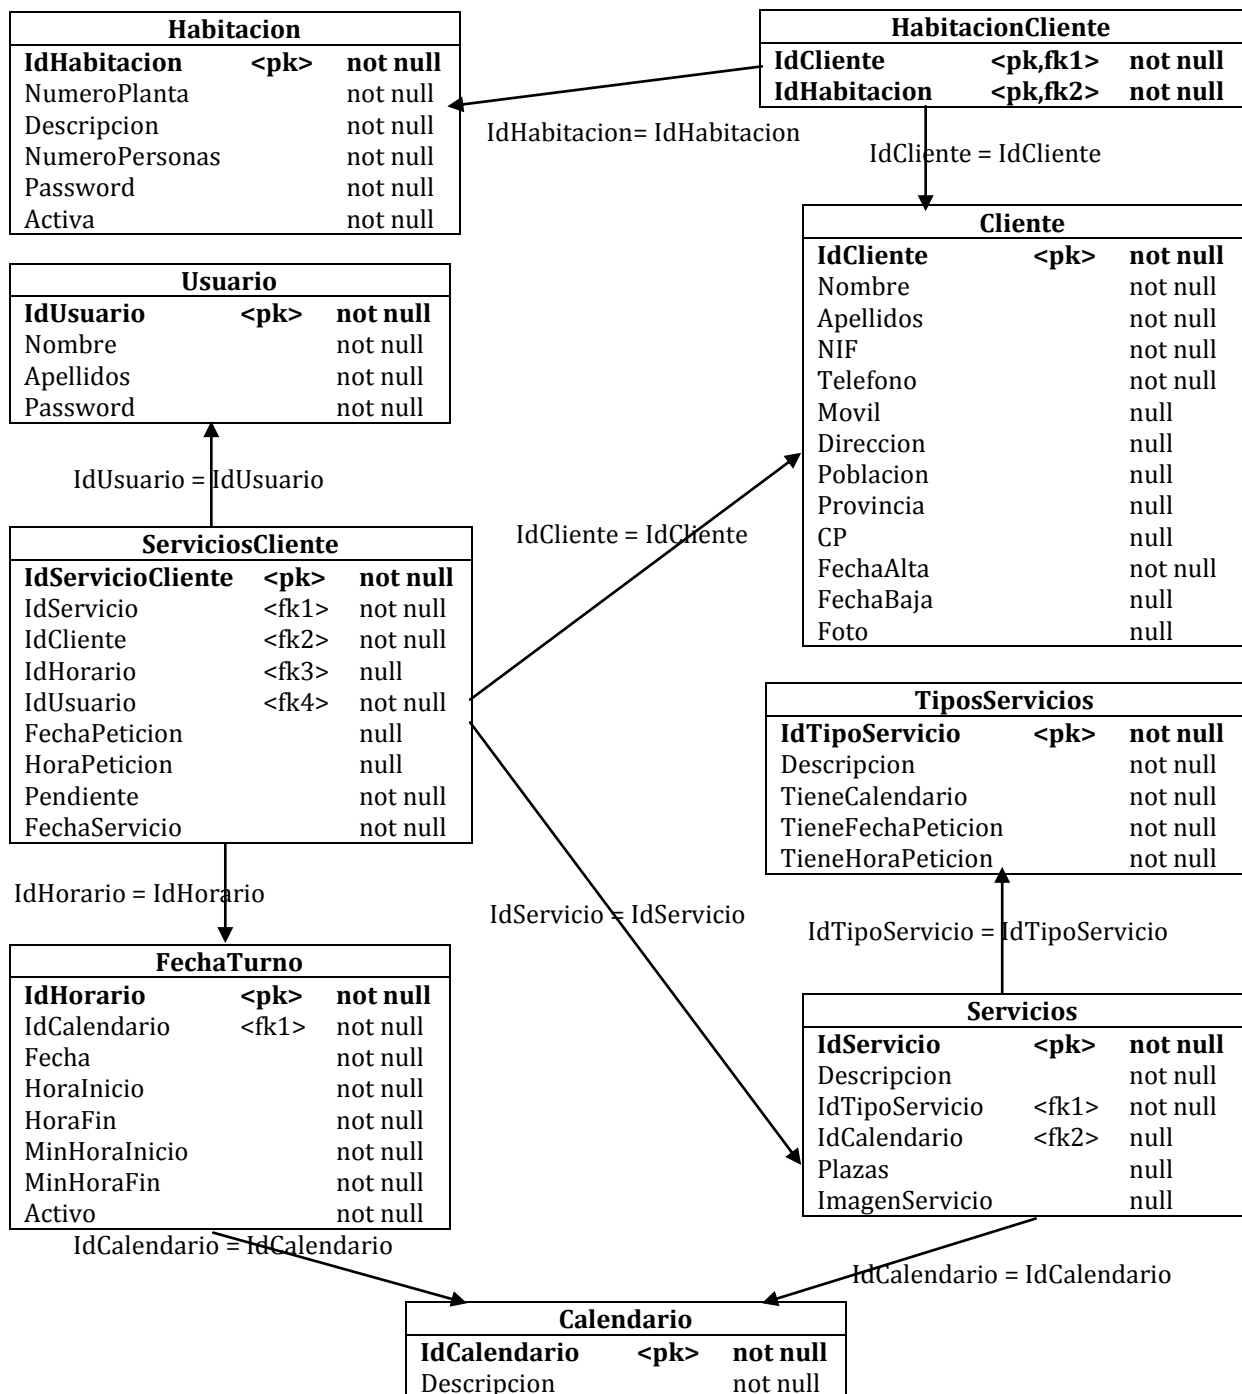 Habitacion
IdHabitacion <pk> not null
NumeroPlanta not null
Descripcion not null
NumeroPersonas not null
Password not null
Activa not null
HabitacionCliente
IdCliente <pk,fk1> not null
IdHabitacion <pk,fk2> not null
IdHabitacion= IdHabitacion
IdCliente = IdCliente
Cliente
IdCliente <pk> not null
Nombre not null
Apellidos not null
NIF not null
Telefono not null
Movil null
Direccion null
Poblacion null
Provincia null
CP null
FechaAlta not null
FechaBaja null
Foto null
Usuario
IdUsuario <pk> not null
Nombre not null
Apellidos not null
Password not null
IdUsuario = IdUsuario
IdCliente = IdCliente
ServiciosCliente
IdServicioCliente <pk> not null
IdServicio <fk1> not null
IdCliente <fk2> not null
IdHorario <fk3> null
IdUsuario <fk4> not null
FechaPeticion null
HoraPeticion null
Pendiente not null
FechaServicio not null
TiposServicios
IdTipoServicio <pk> not null
Descripcion not null
TieneCalendario not null
TieneFechaPeticion not null
TieneHoraPeticion not null
IdHorario = IdHorario
IdServicio = IdServicio
IdTipoServicio = IdTipoServicio
FechaTurno
IdHorario <pk> not null
IdCalendario <fk1> not null
Fecha not null
HoraInicio not null
HoraFin not null
MinHoraInicio not null
MinHoraFin not null
Activo not null
Servicios
IdServicio <pk> not null
Descripcion not null
IdTipoServicio <fk1> not null
IdCalendario <fk2> null
Plazas null
ImagenServicio null
IdCalendario = IdCalendario
IdCalendario = IdCalendario
Calendario
IdCalendario <pk> not null
Descripcion not null